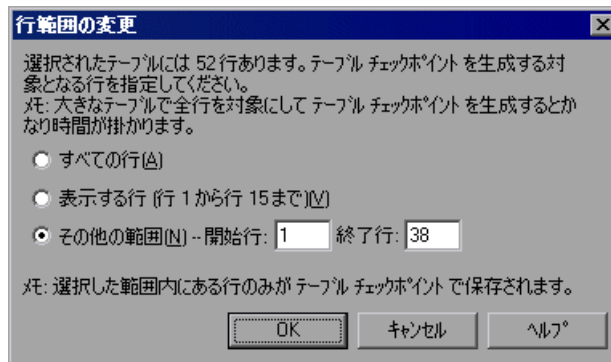 行範囲の変更
選択されたテーブルには 52行あります。テーブル チェックポイント を生成する対
象となる行を指定してください。
メモ: 大きなテーブルで全行を対象にして テーブル チェックポイント を生成するとか
なり時間が掛かります。
すべての行(A)
表示する行 (行 1 から行 15まで)(V)
その他の範囲(N) -- 開始行: 1 終了行: 38
メモ: 選択した範囲内にある行のみが テーブル チェックポイント で保存されます。
OK キャンセル ヘルプ